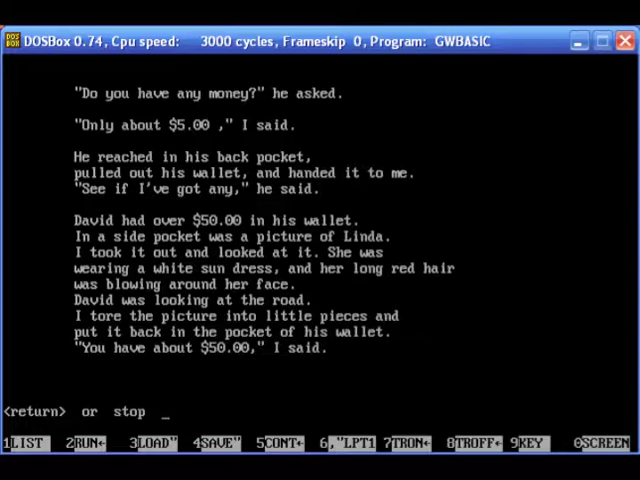 DOSBox 0.74, Cpu speed: 3000 cycles, Frameskip 0, Program: GWBASIC
"Do you have any money?" he asked.
"Only about $5.00 ," I said.
He reached in his back pocket,
pulled out his wallet, and handed it to me.
"See if I've got any," he said.
David had over $50.00 in his wallet.
In a side pocket was a picture of Linda.
I took it out and looked at it. She was
wearing a white sun dress, and her long red hair
was blowing around her face.
David was looking at the road.
I tore the picture into little pieces and
put it back in the pocket of his wallet.
"You have about $50.00," I said.
<return> or stop _
1LIST 2RUN← 3LOAD" 4SAVE" 5CONT← 6,"LPT1 7TRON← 8TROFF← 9KEY 0SCREEN